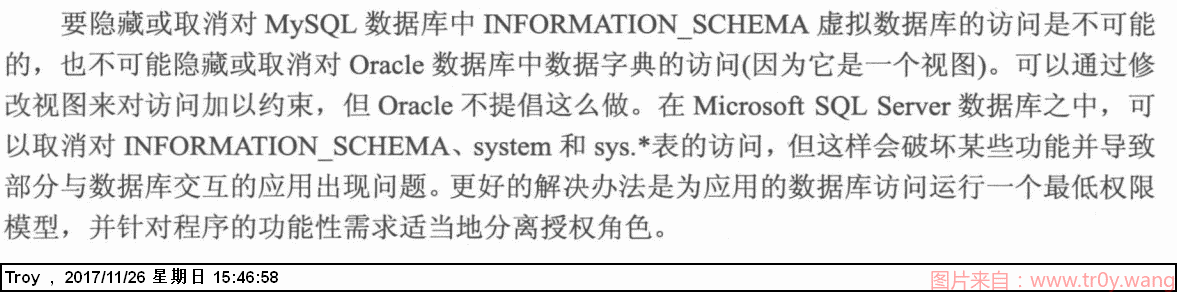 要隐藏或取消对 MySQL 数据库中 INFORMATION_SCHEMA 虚拟数据库的访问是不可能
的，也不可能隐藏或取消对 Oracle 数据库中数据字典的访问(因为它是一个视图)。可以通过修
改视图来对访问加以约束，但 Oracle 不提倡这么做。在 Microsoft SQL Server 数据库之中，可
以取消对 INFORMATION_SCHEMA、system 和 sys.*表的访问，但这样会破坏某些功能并导致
部分与数据库交互的应用出现问题。更好的解决办法是为应用的数据库访问运行一个最低权限
模型，并针对程序的功能性需求适当地分离授权角色。
Troy , 2017/11/26 星期日 15:46:58
图片来自：www.tr0y.wang